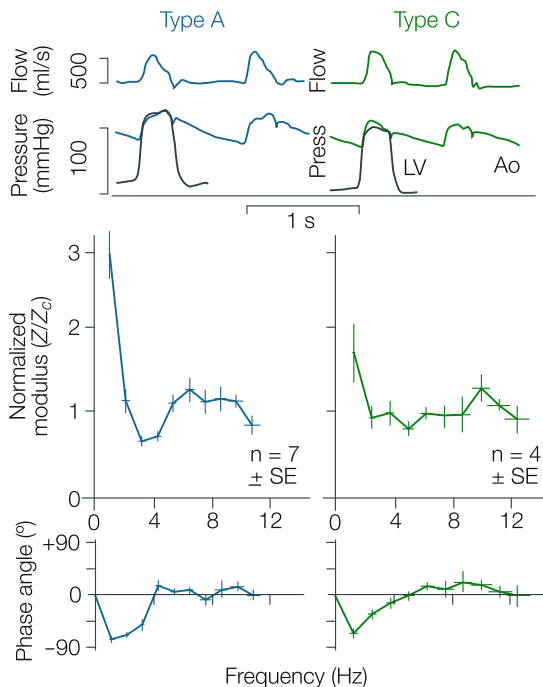 Type A
Type C
Flow
(ml/s)
500
Flow
Pressure
(mmHg)
100
Press
LV
Ao
1 s
Normalized
modulus (Z/Zc)
3
2
1
0
n = 7
± SE
n = 4
± SE
0
4
8
12
0
4
8
12
Phase angle (º)
+90
0
−90
Frequency (Hz)